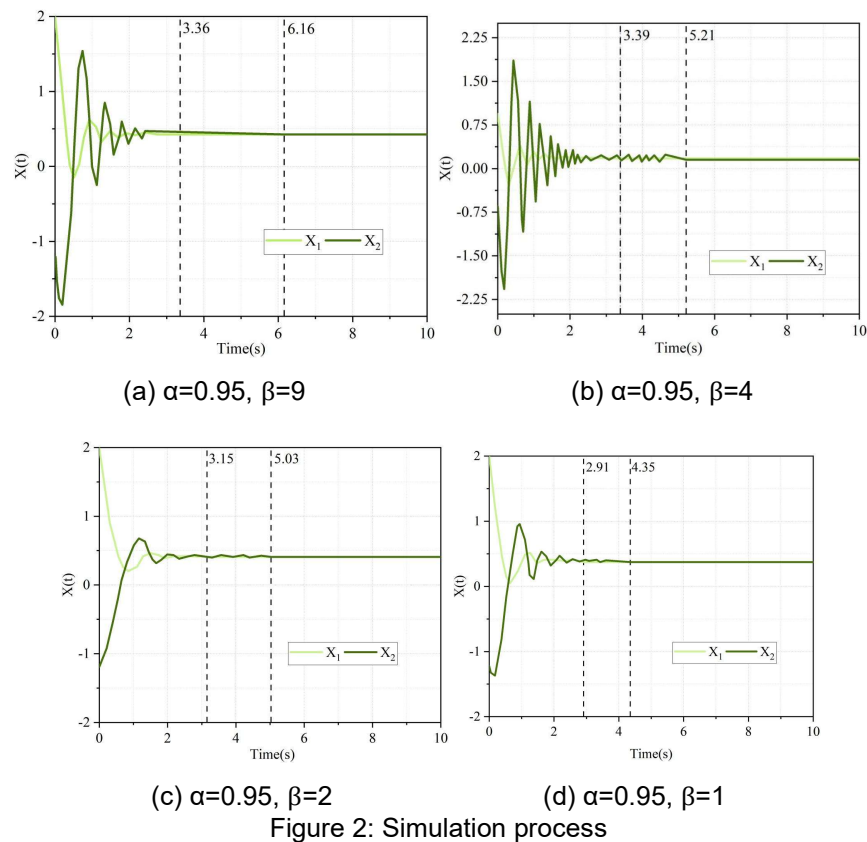 2
3.36
6.16
1
X(t)
0
-1
X₁ X₂
-2
0 2 4 6 8 10
Time(s)
(a) α=0.95, β=9
3.39
5.21
2.25
1.50
0.75
X(t)
0.00
-0.75
-1.50
X₁ X₂
-2.25
0 2 4 6 8 10
Time(s)
(b) α=0.95, β=4
2
3.15
5.03
1
X(t)
0
X₁ X₂
-1
-2
0 2 4 6 8 10
Time(s)
(c) α=0.95, β=2
2
2.91
4.35
1
X(t)
0
X₁ X₂
-1
-2
0 2 4 6 8 10
Time(s)
(d) α=0.95, β=1
Figure 2: Simulation process